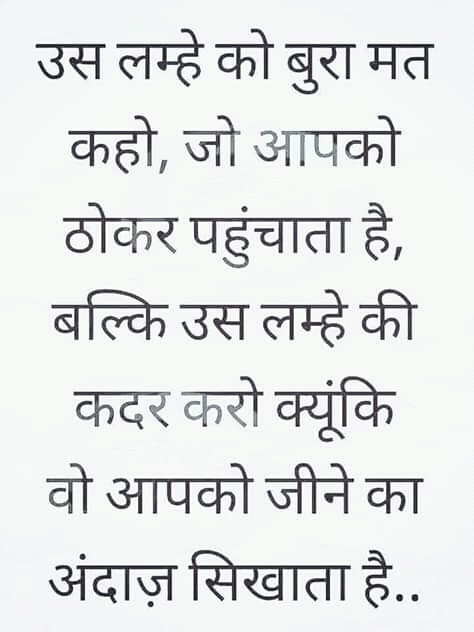 उस लम्हे को बुरा मत
कहो, जो आपको
ठोकर पहुंचाता है,
बल्कि उस लम्हे की
कदर करो क्यूंकि
वो आपको जीने का
अंदाज़ सिखाता है..